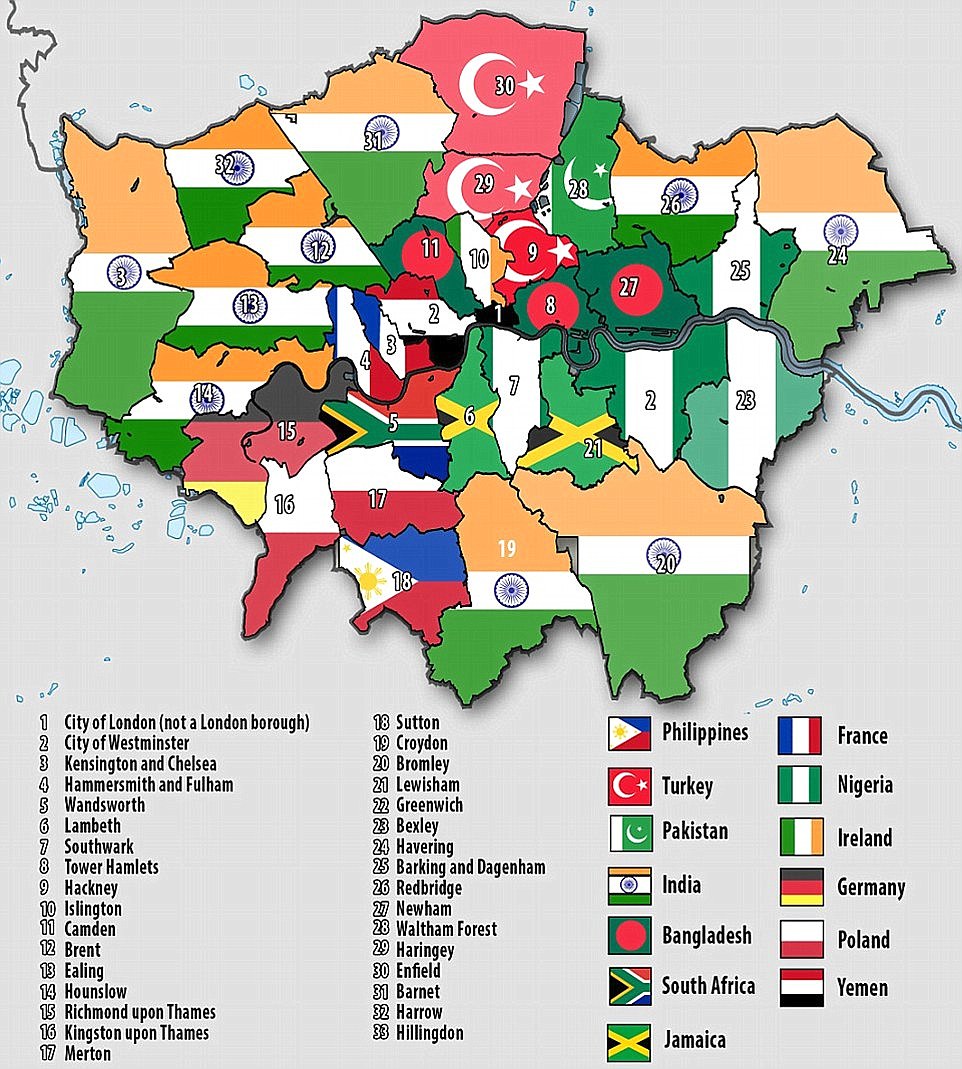 30
31
32
29
28
26
12
11
10
9
25
24
3
13
27
8
2
1
3
4
14
7
2
23
6
5
15
21
16
17
19
20
18
1 City of London (not a London borough)
2 City of Westminster
3 Kensington and Chelsea
4 Hammersmith and Fulham
5 Wandsworth
6 Lambeth
7 Southwark
8 Tower Hamlets
9 Hackney
10 Islington
11 Camden
12 Brent
13 Ealing
14 Hounslow
15 Richmond upon Thames
16 Kingston upon Thames
17 Merton
18 Sutton
19 Croydon
20 Bromley
21 Lewisham
22 Greenwich
23 Bexley
24 Havering
25 Barking and Dagenham
26 Redbridge
27 Newham
28 Waltham Forest
29 Haringey
30 Enfield
31 Barnet
32 Harrow
33 Hillingdon
Philippines
Turkey
Pakistan
India
Bangladesh
South Africa
Jamaica
France
Nigeria
Ireland
Germany
Poland
Yemen